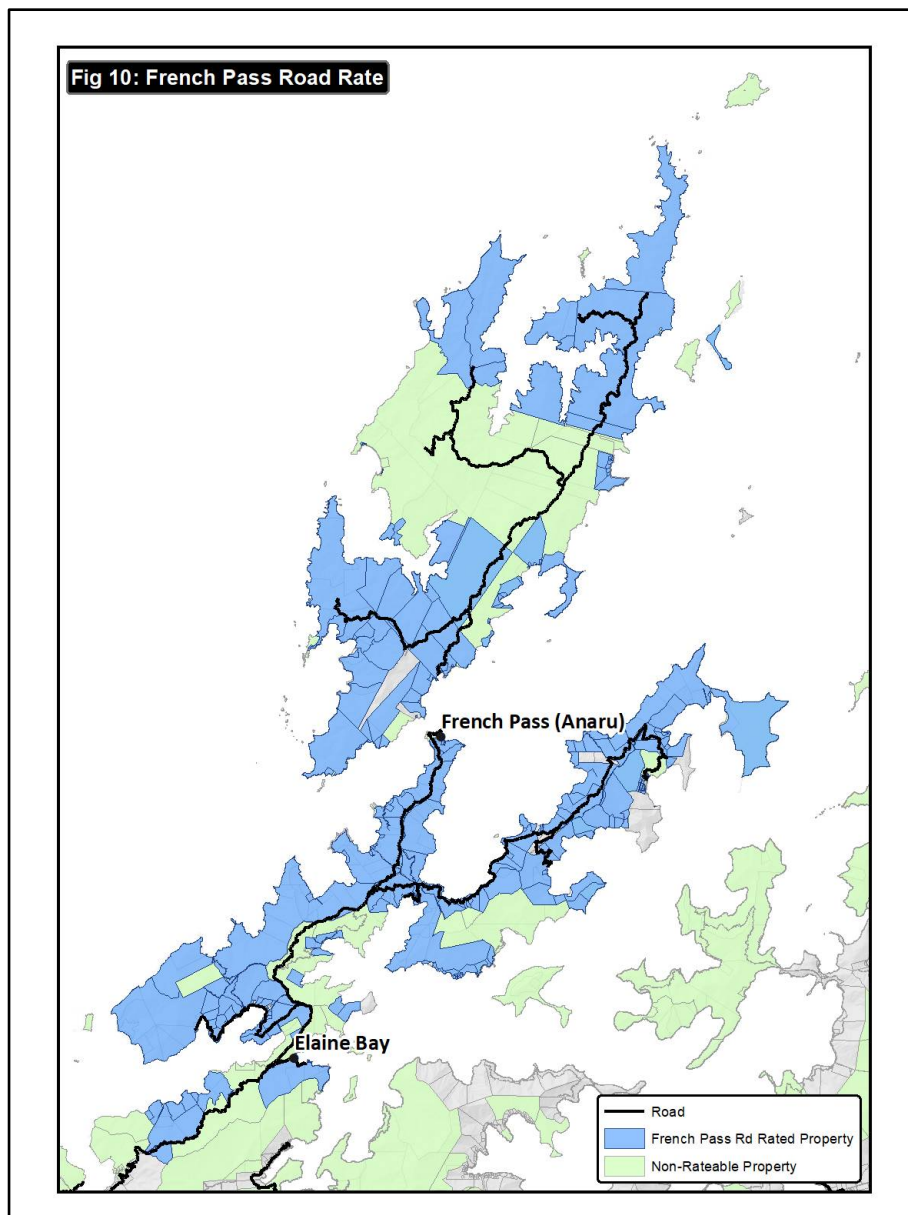 Fig 10: French Pass Road Rate
French Pass (Anaru)
Elaine Bay
Road
French Pass Rd Rated Property
Non-Rateable Property